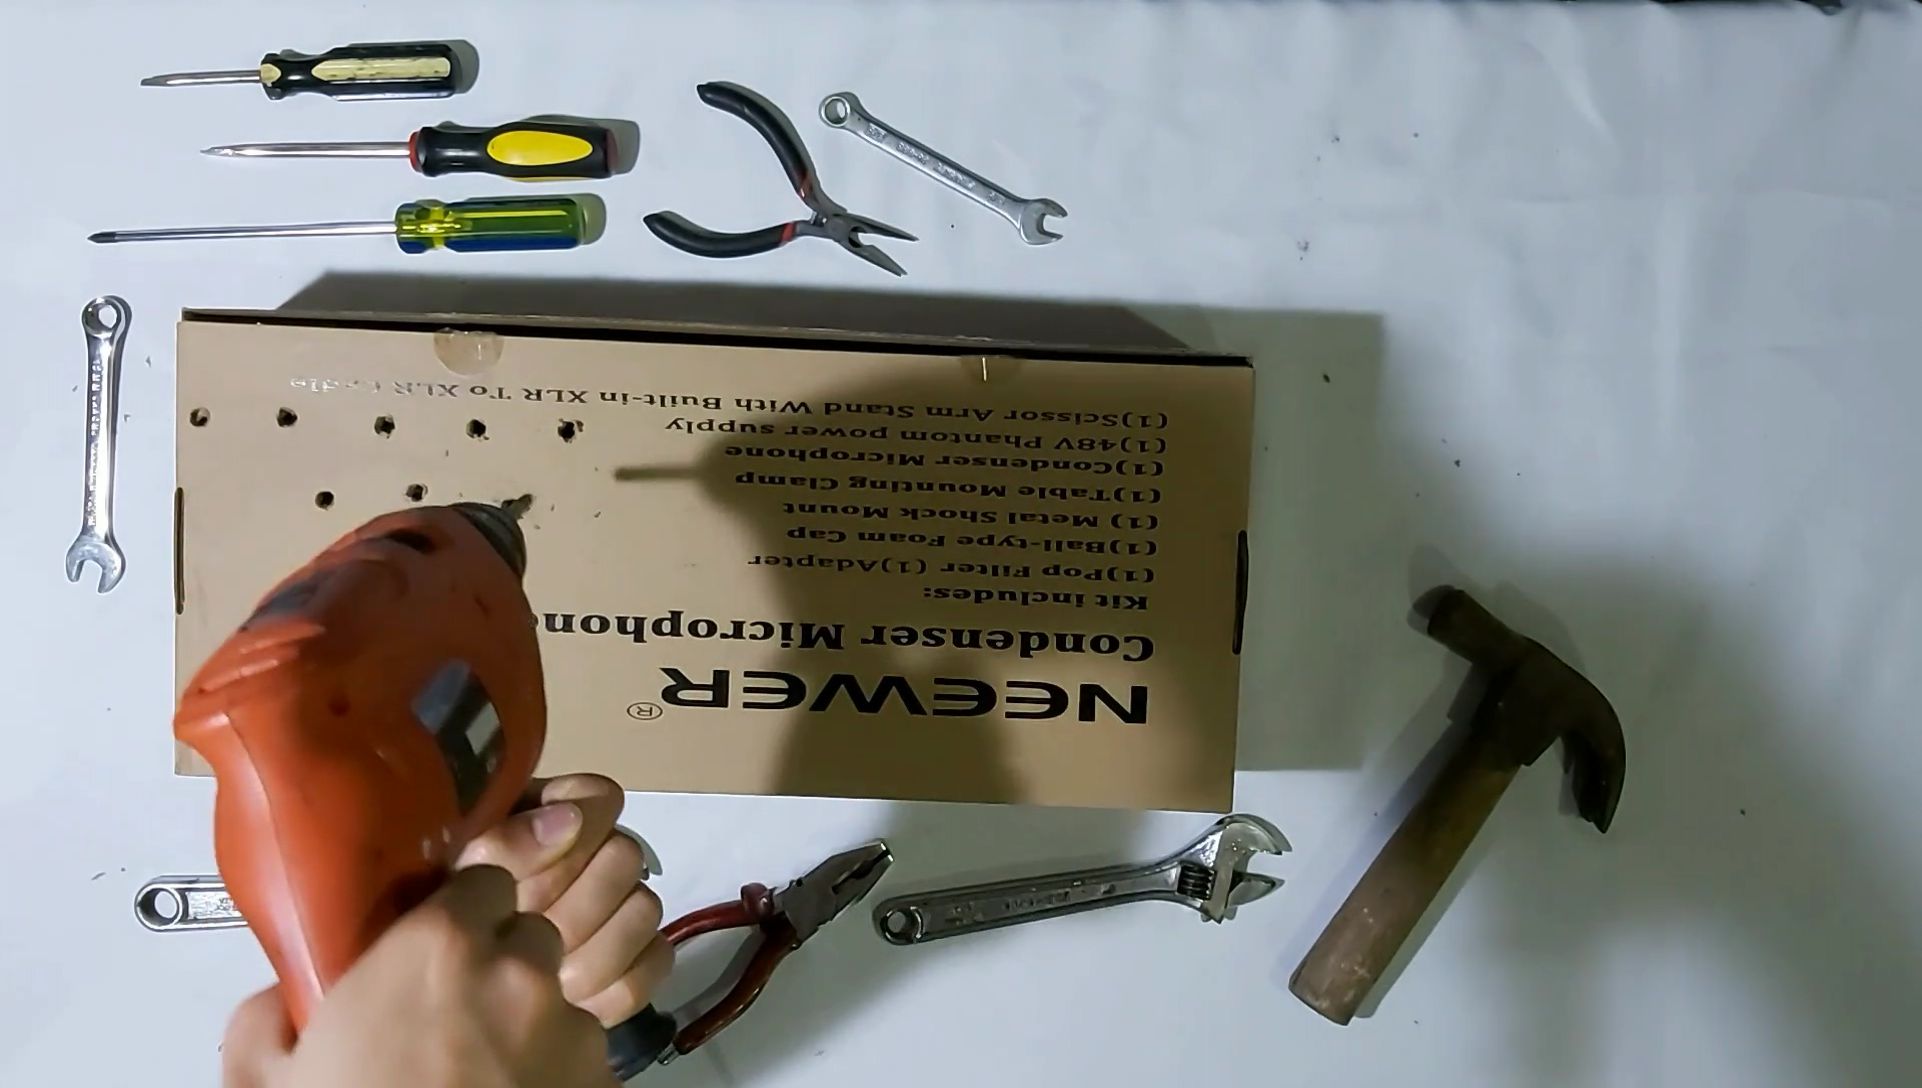 NEEWER®
Condenser Microphone
Kit includes:
(1)Pop Filter (1)Adapter
(1)Ball-type Foam Cap
(1) Metal Shock Mount
(1)Table Mounting Clamp
(1)Condenser Microphone
(1)48V Phantom power supply
(1)Scissor Arm Stand With Built-in XLR To XLR Cable